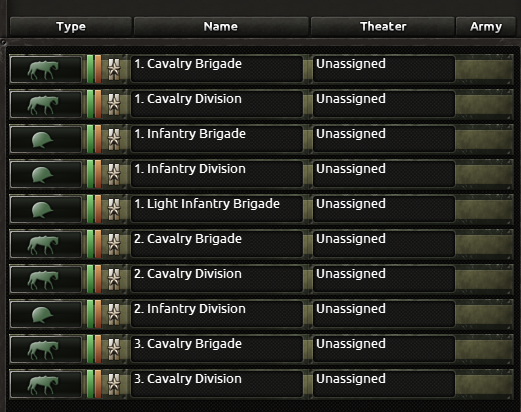 Type Name Theater Army
1. Cavalry Brigade Unassigned
1. Cavalry Division Unassigned
1. Infantry Brigade Unassigned
1. Infantry Division Unassigned
1. Light Infantry Brigade Unassigned
2. Cavalry Brigade Unassigned
2. Cavalry Division Unassigned
2. Infantry Division Unassigned
3. Cavalry Brigade Unassigned
3. Cavalry Division Unassigned